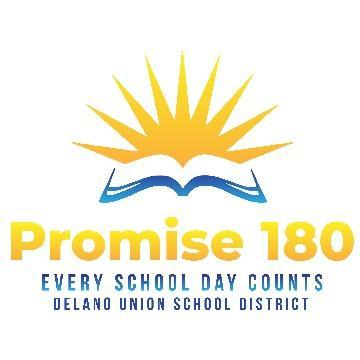 Promise 180
EVERY SCHOOL DAY COUNTS
DELANO UNION SCHOOL DISTRICT